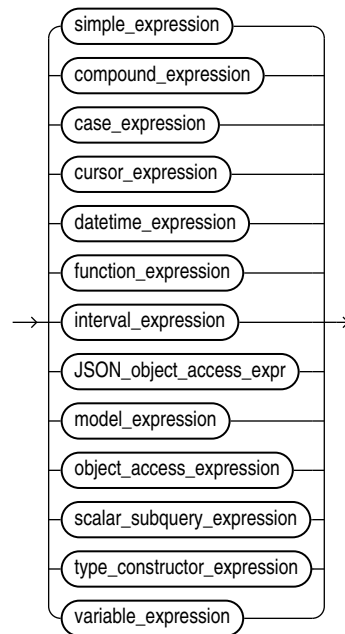 simple_expression
compound_expression
case_expression
cursor_expression
datetime_expression
function_expression
interval_expression
JSON_object_access_expr
model_expression
object_access_expression
scalar_subquery_expression
type_constructor_expression
variable_expression